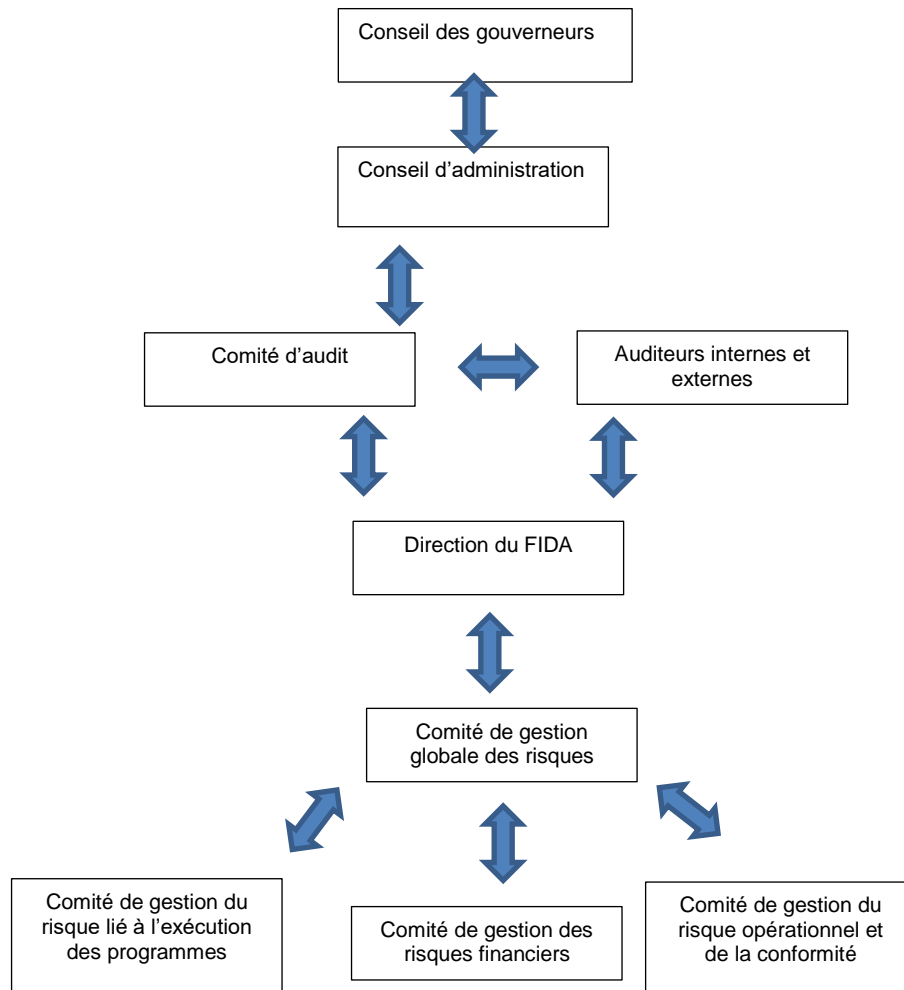 Conseil des gouverneurs
Conseil d'administration
Comité d'audit
Auditeurs internes et
externes
Direction du FIDA
Comité de gestion
globale des risques
Comité de gestion du
risque lié à l'exécution
des programmes
Comité de gestion des
risques financiers
Comité de gestion du
risque opérationnel et
de la conformité